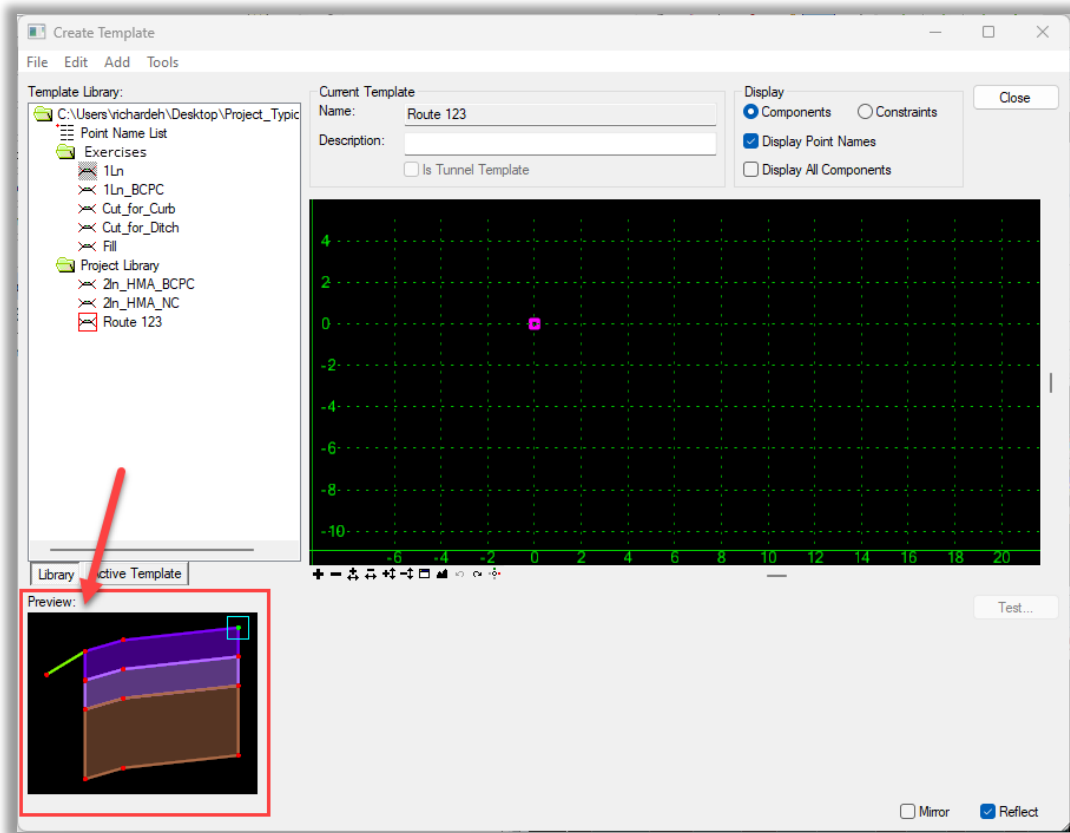 Create Template
File Edit Add Tools
Template Library:
C:\Users\richardeh\Desktop\Project_Typic
Point Name List
Exercises
1Ln
1Ln_BCPC
Cut_for_Curb
Cut_for_Ditch
Fill
Project Library
2ln_HMA_BCPC
2ln_HMA_NC
Route 123
Library
Active Template
Current Template
Name: Route 123
Description:
Is Tunnel Template
Display
Components Constraints
Display Point Names
Display All Components
Close
4
2
0
-2
-4
-6
-8
-10
-6 -4 -2 0 2 4 6 8 10 12 14 16 18 20
Preview:
Test...
Mirror Reflect